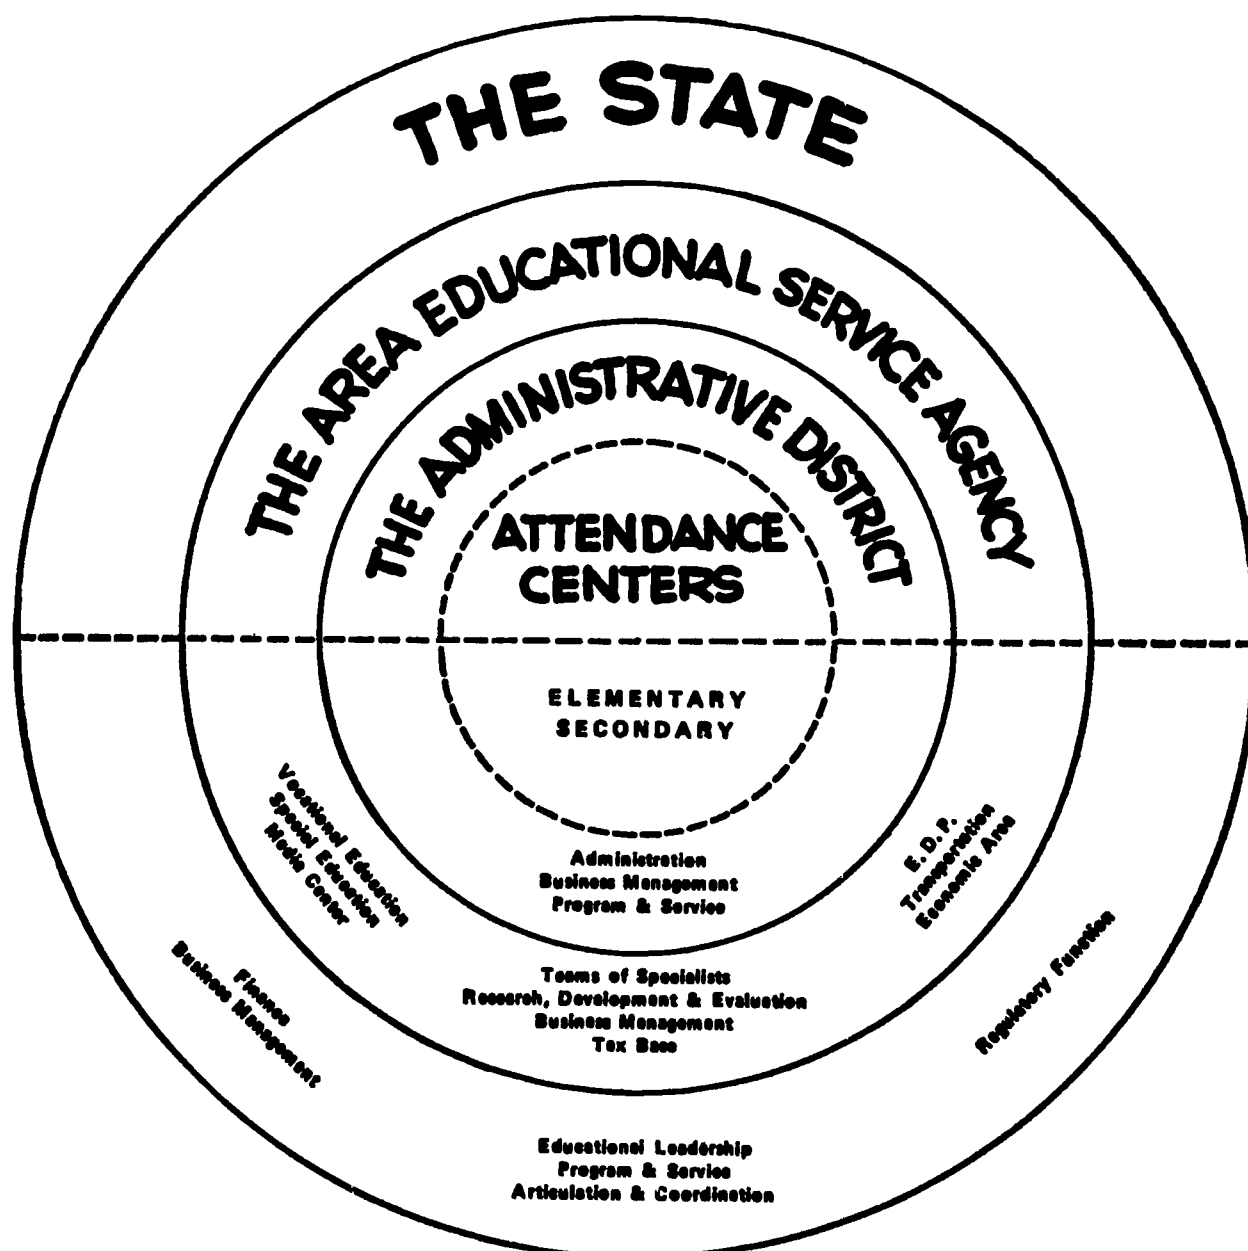 THE STATE
THE AREA EDUCATIONAL SERVICE AGENCY
THE ADMINISTRATIVE DISTRICT
ATTENDANCE
CENTERS
ELEMENTARY
SECONDARY
Administration
Business Management
Program & Service
Vocational Education
Special Education
Media Center
Teams of Specialists
Research, Development & Evaluation
Business Management
Tax Base
E. D. P.
Transportation
Economic Area
Finance
Business Management
Educational Leadership
Program & Service
Articulation & Coordination
Regulatory Function